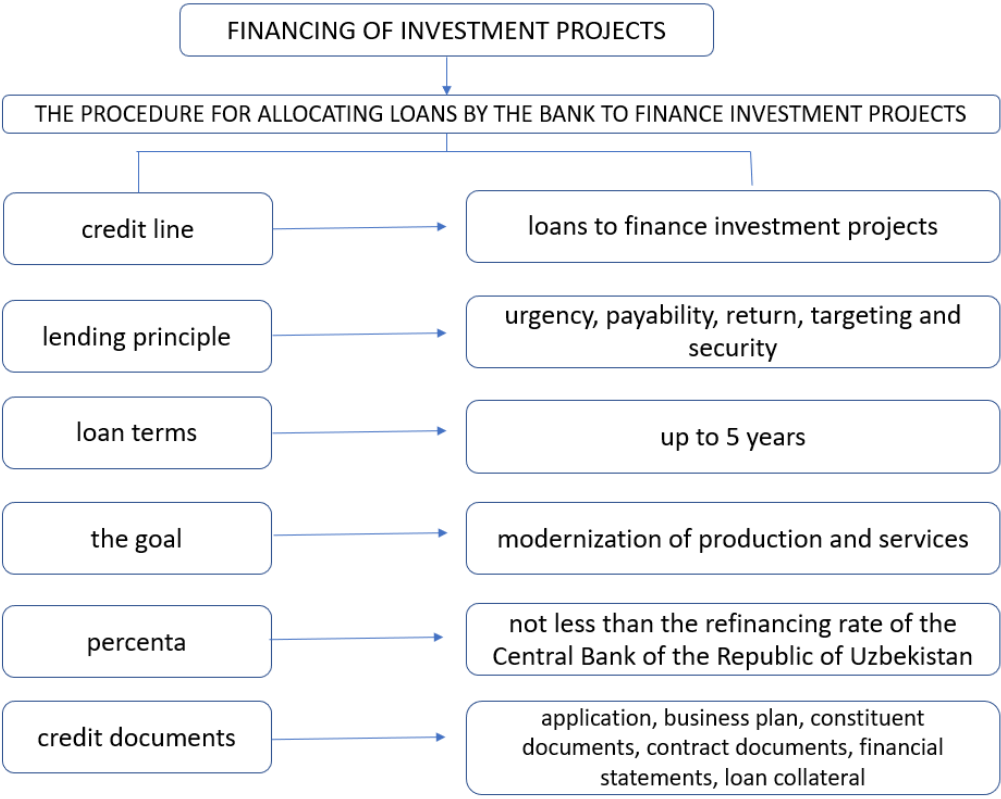 FINANCING OF INVESTMENT PROJECTS
THE PROCEDURE FOR ALLOCATING LOANS BY THE BANK TO FINANCE INVESTMENT PROJECTS
credit line
loans to finance investment projects
lending principle
urgency, payability, return, targeting and
security
loan terms
up to 5 years
the goal
modernization of production and services
percenta
not less than the refinancing rate of the
Central Bank of the Republic of Uzbekistan
credit documents
application, business plan, constituent
documents, contract documents, financial
statements, loan collateral